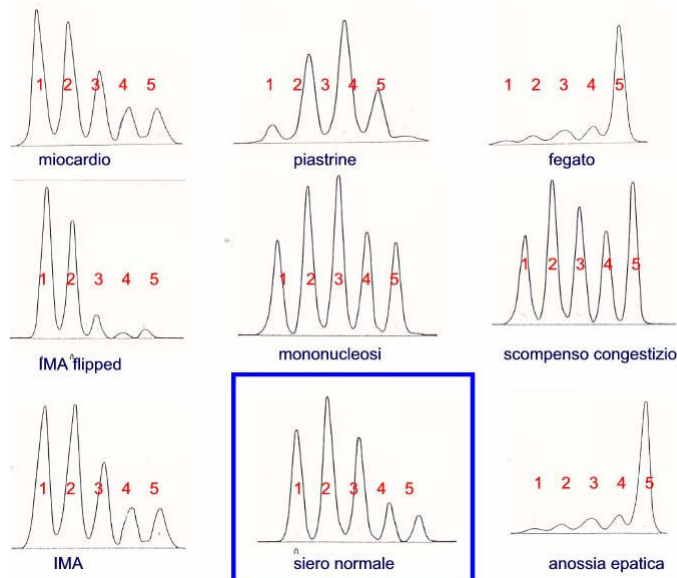 1 2 3 4 5
miocardio
1 2 3 4 5
piastrine
1 2 3 4 5
fegato
1 2 3 4 5
IMA flipped
1 2 3 4 5
mononucleosi
1 2 3 4 5
scompenso congestizio
1 2 3 4 5
IMA
1 2 3 4 5
siero normale
1 2 3 4 5
anossia epatica